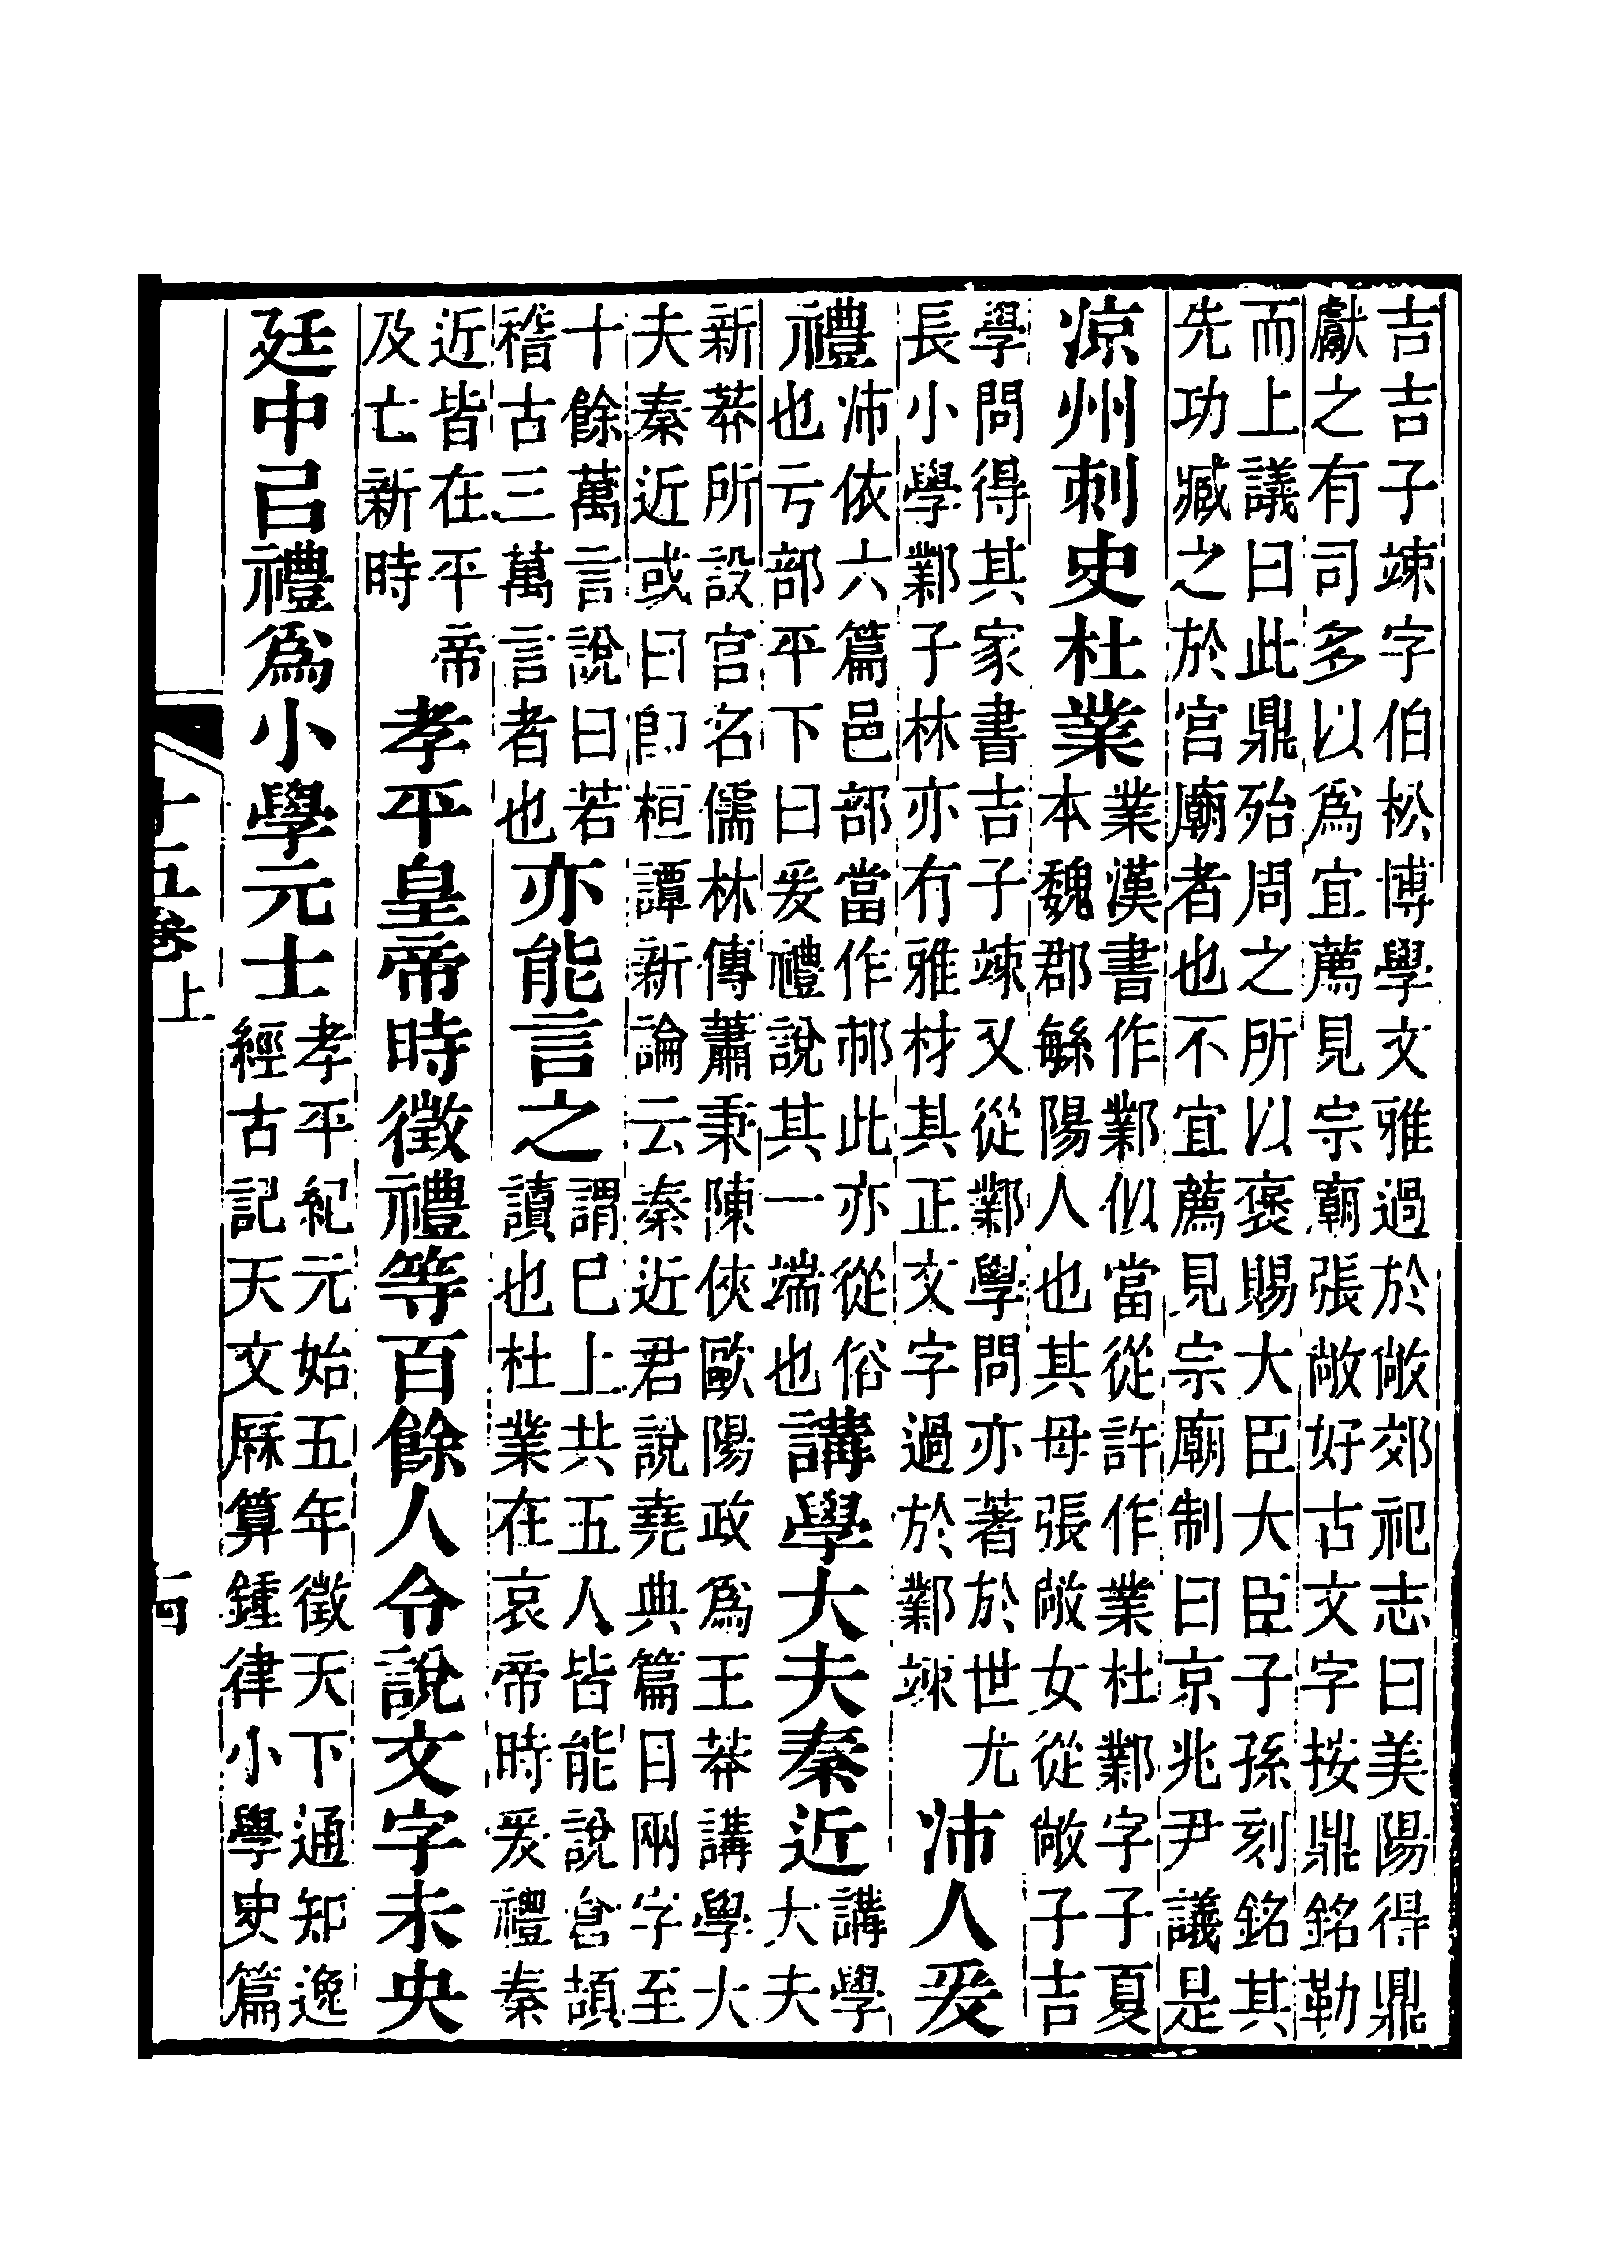 吉吉子竦字伯松博學文雅過於敞郊祀志曰美陽得鼎
獻之有司多以爲宜薦見宗廟張敞好古文字按鼎銘勒
而上議曰此鼎殆周之所以褒賜大臣大臣子孫刻銘其
先功臧之於宮廟者也不宜薦見宗廟制曰京兆尹議是
涼州刺史杜業
業漢書作鄴似當從許作業杜鄴字子夏
本魏郡繇陽人也其母張敞女從敞子吉
學問得其家書吉子竦又從鄴學問亦著於世尤
長小學鄴子林亦有雅材其正文字過於鄴竦
沛人爰
禮
沛依六篇邑部當作𨚍此亦從俗
也亏部平下曰爰禮說其一端也
講學大夫秦近
講學
大夫
新莽所設官名儒林傳蕭秉陳俠歐陽政爲王莽講學大
夫秦近或曰卽桓譚新論云秦近君說堯典篇目兩字至
十餘萬言說曰若
稽古三萬言者也
亦能言之
謂巳上共五人皆能說倉頡
讀也杜業在哀帝時爰禮秦
近皆在平帝
及亡新時
孝平皇帝時徵禮等百餘人令說文字未央
廷中㠯禮爲小學元士
孝平紀元始五年徵天下通知逸
經古記天文厤算鍾律小學史篇
十五卷上